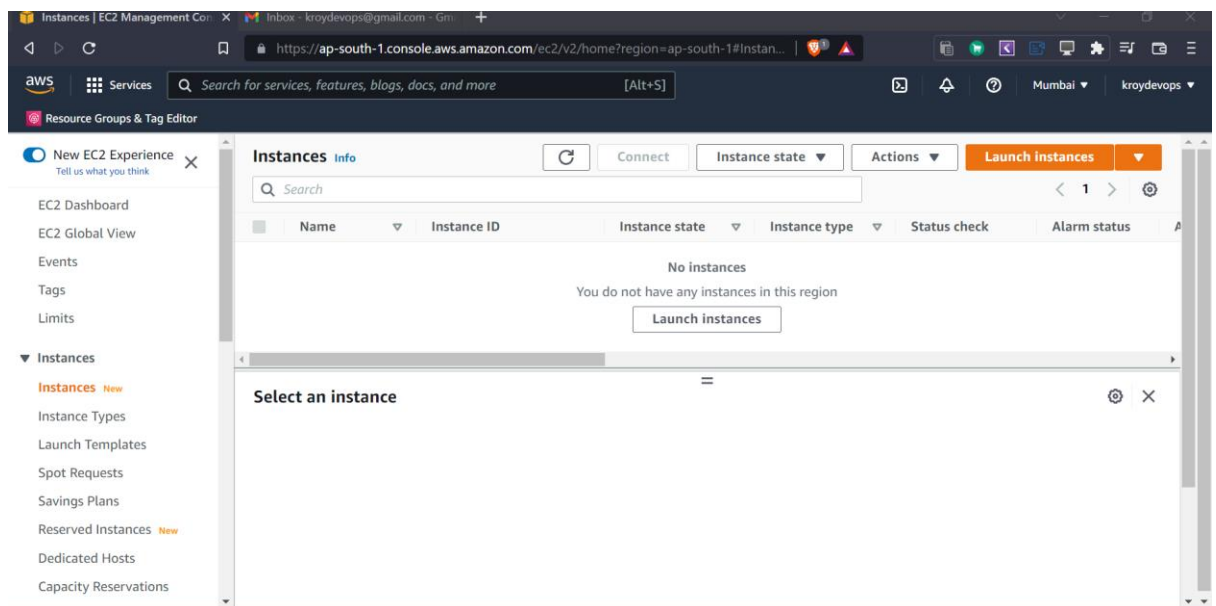 Instances | EC2 Management Con
Inbox - kroydevops@gmail.com - Gm
https://ap-south-1.console.aws.amazon.com/ec2/v2/home?region=ap-south-1#Instan...
aws
Services
Search for services, features, blogs, docs, and more
[Alt+S]
Mumbai
kroydevops
Resource Groups & Tag Editor
New EC2 Experience
Tell us what you think
EC2 Dashboard
EC2 Global View
Events
Tags
Limits
Instances
Instances New
Instance Types
Launch Templates
Spot Requests
Savings Plans
Reserved Instances New
Dedicated Hosts
Capacity Reservations
Instances Info
Connect
Instance state
Actions
Launch instances
Search
1
Name
Instance ID
Instance state
Instance type
Status check
Alarm status
A
No instances
You do not have any instances in this region
Launch instances
Select an instance